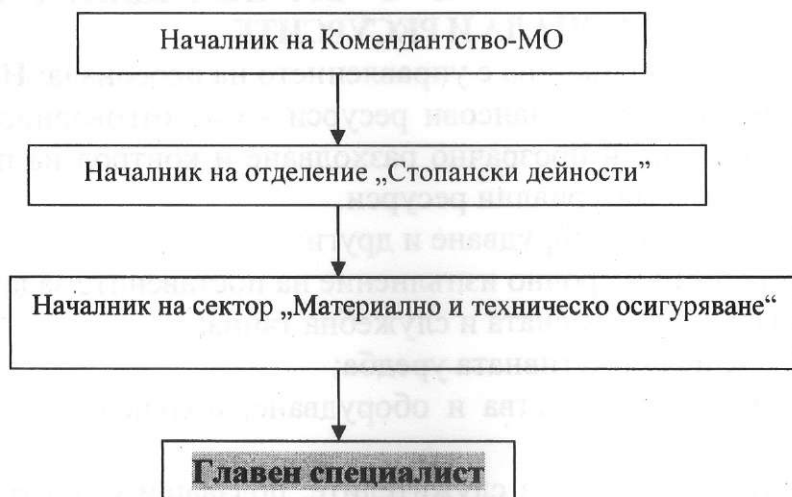 Началник на Комендантство-МО
Началник на отделение „Стопански дейности”
Началник на сектор „Материално и техническо осигуряване“
Главен специалист